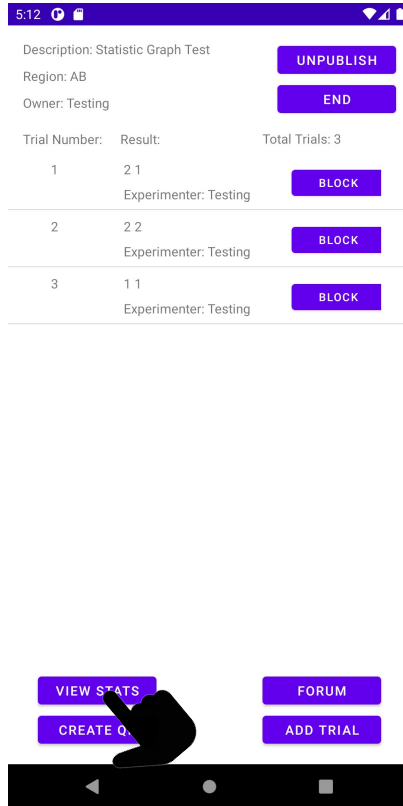 5:12
Description: Statistic Graph Test
UNPUBLISH
Region: AB
Owner: Testing
END
Trial Number: Result: Total Trials: 3
1 2 1
Experimenter: Testing
BLOCK
2 2 2
Experimenter: Testing
BLOCK
3 1 1
Experimenter: Testing
BLOCK
VIEW STATS
FORUM
CREATE
ADD TRIAL